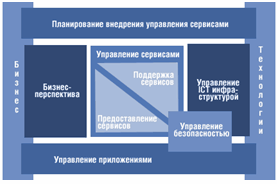 Планирование внедрения управления сервисами
Бизнес
Бизнес-
перспектива
Управление сервисами
Поддержка
сервисов
Предоставление
сервисов
Управление
ICT инфра-
структурой
Управление
безопасностью
Технологии
Управление приложениями